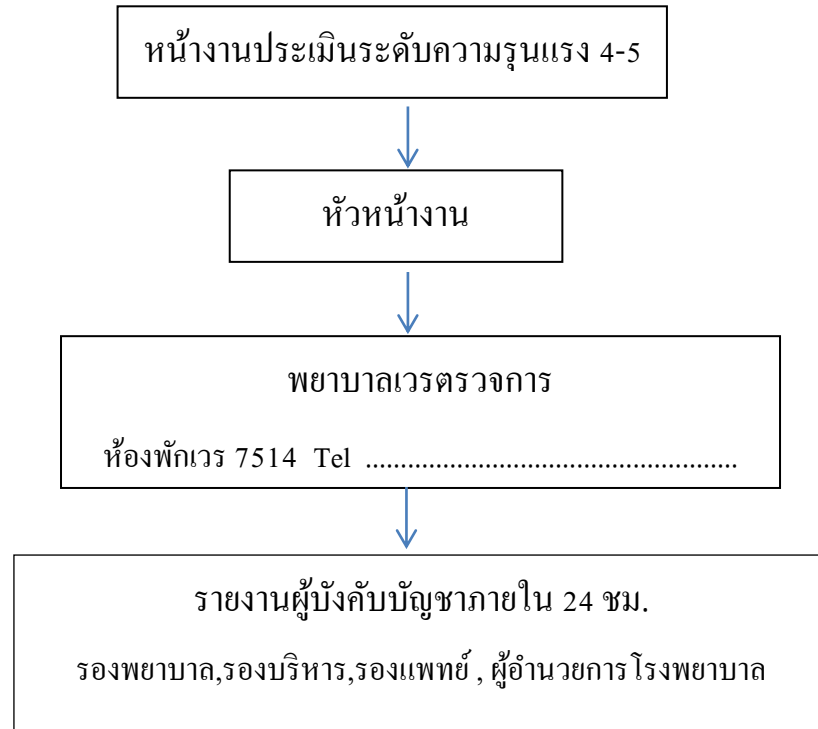 หน้างานประเมินระดับความรุนแรง 4-5
หัวหน้างาน
พยาบาลเวรตรวจการ
ห้องพักเวร 7514 Tel .....................................................
รายงานผู้บังคับบัญชาภายใน 24 ชม.
รองพยาบาล,รองบริหาร,รองแพทย์ , ผู้อำนวยการโรงพยาบาล